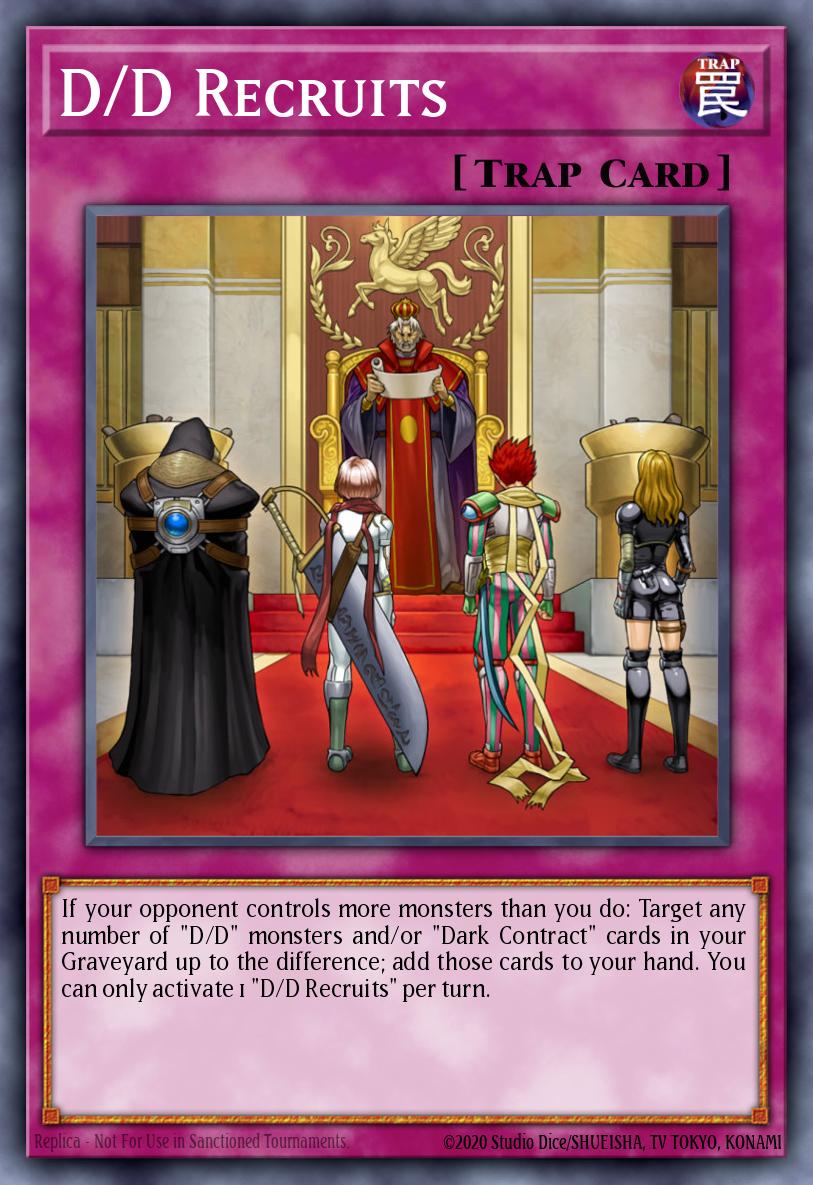 D/D Recruits
TRAP
罠
[Trap Card]
If your opponent controls more monsters than you do: Target any
number of "D/D" monsters and/or "Dark Contract" cards in your
Graveyard up to the difference; add those cards to your hand. You
can only activate 1 "D/D Recruits" per turn.
Replica - Not For Use in Sanctioned Tournaments.
©2020 Studio Dice/SHUEISHA, TV TOKYO, KONAMI